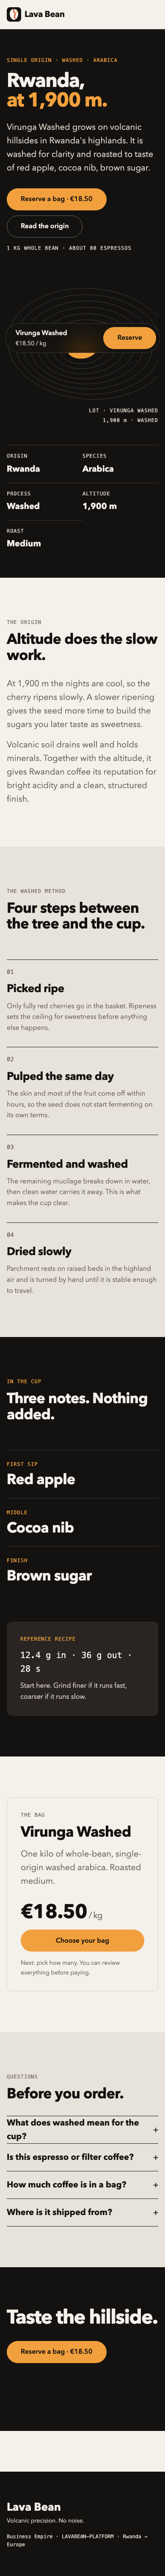 Lava Bean
SINGLE ORIGIN · WASHED · ARABICA
Rwanda,
at 1,900 m.
Virunga Washed grows on volcanic
hillsides in Rwanda's highlands. It is
washed for clarity and roasted to taste
of red apple, cocoa nib, brown sugar.
Reserve a bag · €18.50
Read the origin
1 KG WHOLE BEAN · ABOUT 80 ESPRESSOS
Virunga Washed
€18.50 / kg
Reserve
LOT · VIRUNGA WASHED
1,900 m · WASHED
ORIGIN
Rwanda
SPECIES
Arabica
PROCESS
Washed
ALTITUDE
1,900 m
ROAST
Medium
THE ORIGIN
Altitude does the slow
work.
At 1,900 m the nights are cool, so the
cherry ripens slowly. A slower ripening
gives the seed more time to build the
sugars you later taste as sweetness.
Volcanic soil drains well and holds
minerals. Together with the altitude, it
gives Rwandan coffee its reputation for
bright acidity and a clean, structured
finish.
THE WASHED METHOD
Four steps between
the tree and the cup.
01
Picked ripe
Only fully red cherries go in the basket. Ripeness
sets the ceiling for sweetness before anything
else happens.
02
Pulped the same day
The skin and most of the fruit come off within
hours, so the seed does not start fermenting on
its own terms.
03
Fermented and washed
The remaining mucilage breaks down in water,
then clean water carries it away. This is what
makes the cup clear.
04
Dried slowly
Parchment rests on raised beds in the highland
air and is turned by hand until it is stable enough
to travel.
IN THE CUP
Three notes. Nothing
added.
FIRST SIP
Red apple
MIDDLE
Cocoa nib
FINISH
Brown sugar
REFERENCE RECIPE
12.4 g in · 36 g out ·
28 s
Start here. Grind finer if it runs fast,
coarser if it runs slow.
THE BAG
Virunga Washed
One kilo of whole-bean, single-
origin washed arabica. Roasted
medium.
€18.50 / kg
Choose your bag
Next: pick how many. You can review
everything before paying.
QUESTIONS
Before you order.
What does washed mean for the
cup? +
Is this espresso or filter coffee? +
How much coffee is in a bag? +
Where is it shipped from? +
Taste the hillside.
Reserve a bag · €18.50
Lava Bean
Volcanic precision. No noise.
Business Empire · LAVABEAN-PLATFORM · Rwanda →
Europe